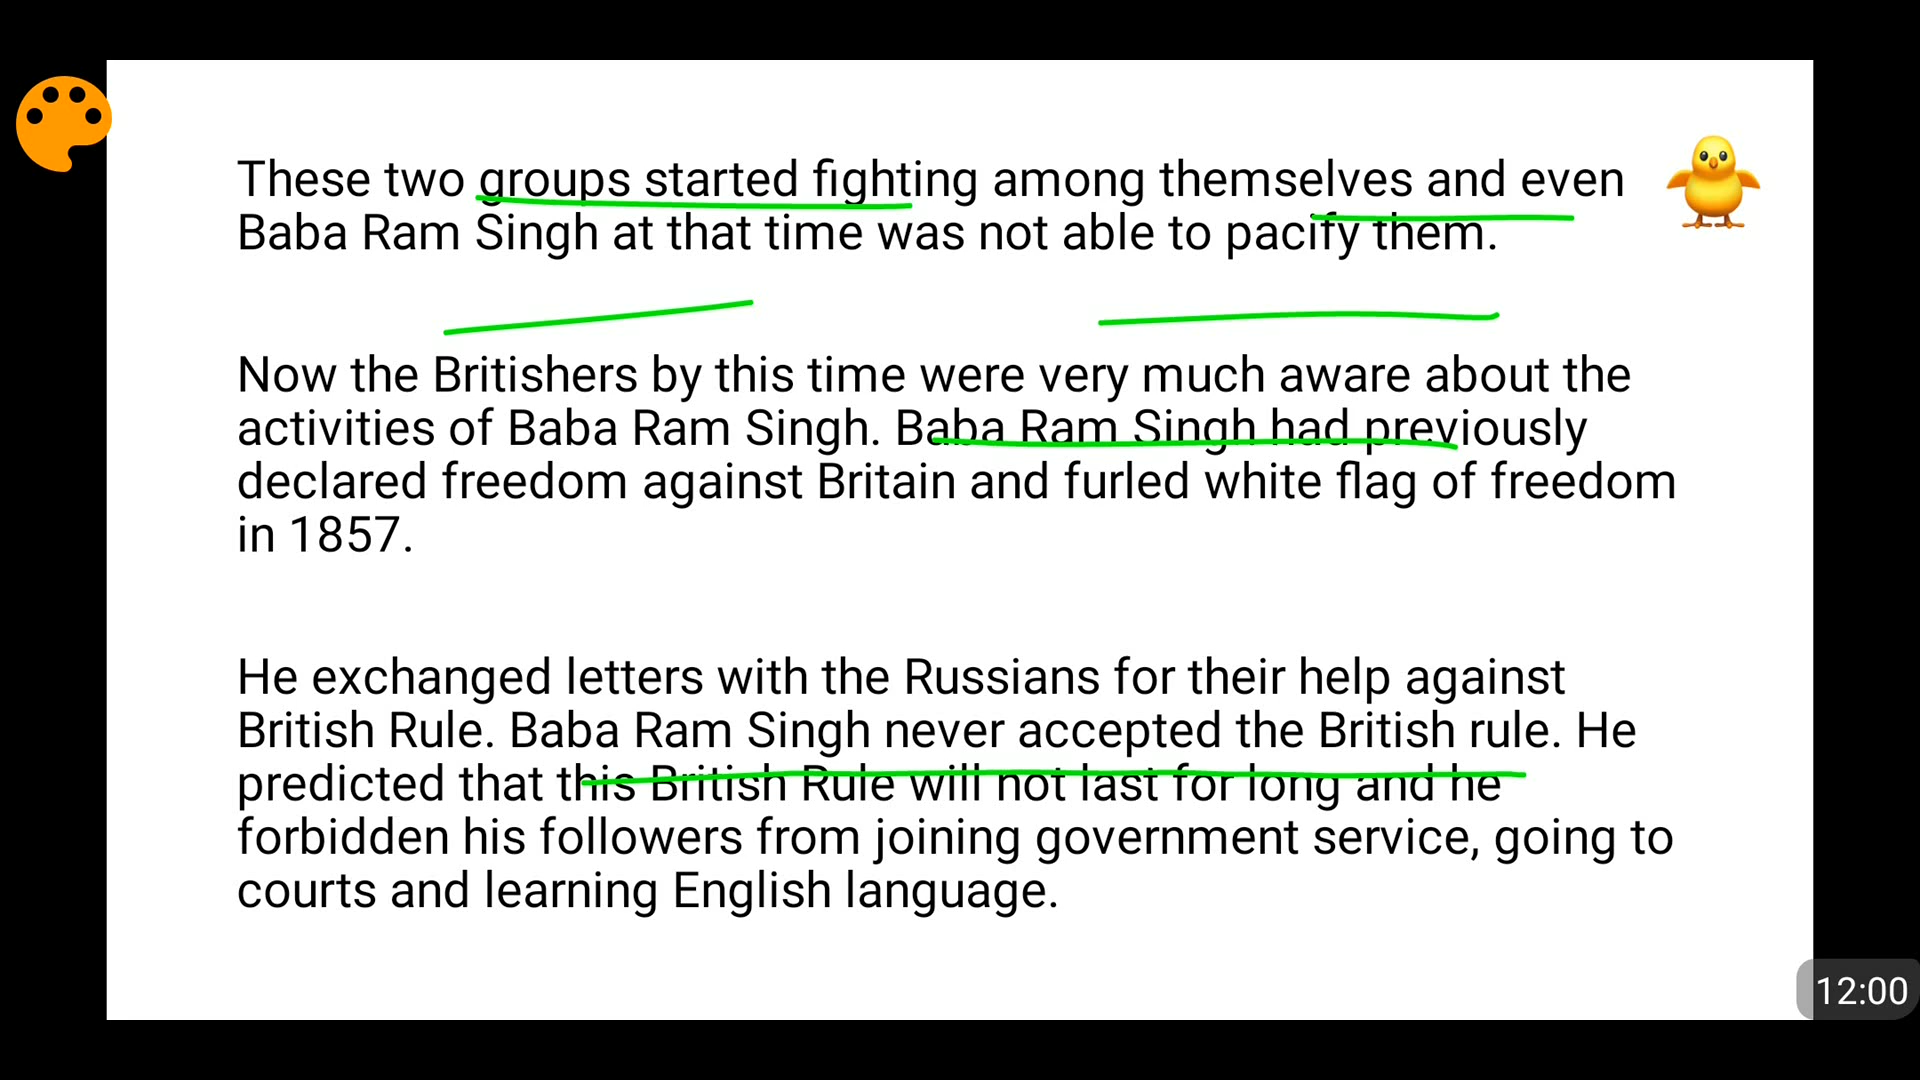 These two groups started fighting among themselves and even
Baba Ram Singh at that time was not able to pacify them.
Now the Britishers by this time were very much aware about the
activities of Baba Ram Singh. Baba Ram Singh had previously
declared freedom against Britain and furled white flag of freedom
in 1857.
He exchanged letters with the Russians for their help against
British Rule. Baba Ram Singh never accepted the British rule. He
predicted that this British Rule will not last for long and he
forbidden his followers from joining government service, going to
courts and learning English language.
12:00